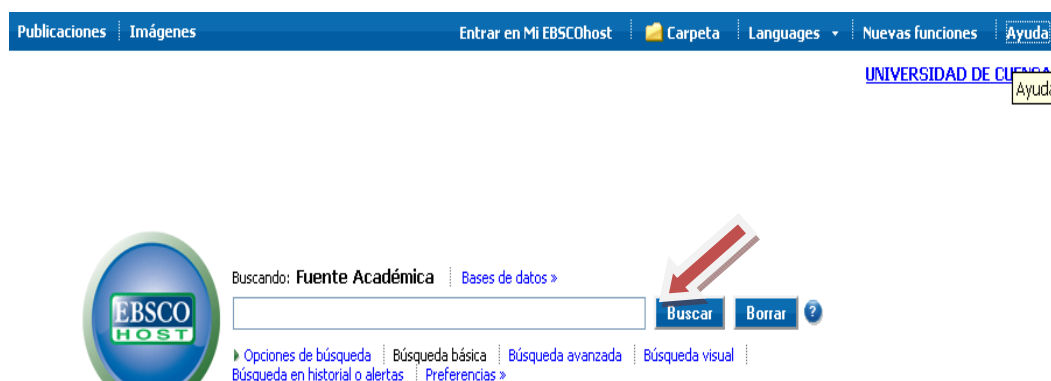 Publicaciones Imágenes Entrar en Mi EBSCOhost Carpeta Languages Nuevas funciones Ayuda
UNIVERSIDAD DE
Ayuda
Buscando: Fuente Académica Bases de datos »
EBSCO
HOST
Buscar Borrar ?
Opciones de búsqueda Búsqueda básica Búsqueda avanzada Búsqueda visual
Búsqueda en historial o alertas Preferencias »